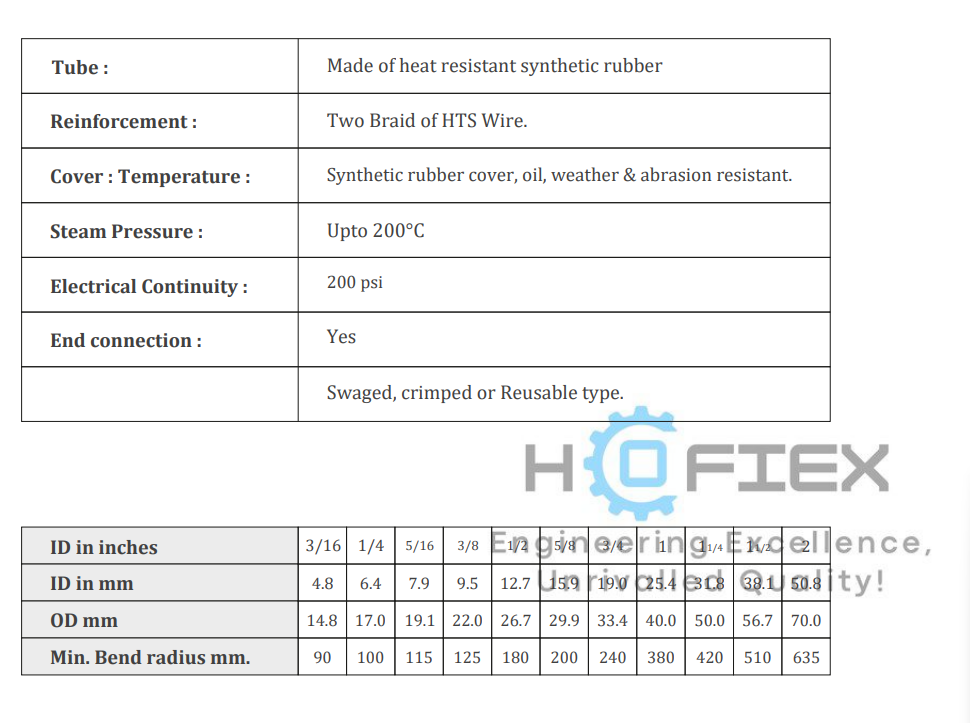 Tube : Made of heat resistant synthetic rubber
Reinforcement : Two Braid of HTS Wire.
Cover : Temperature : Synthetic rubber cover, oil, weather & abrasion resistant.
Steam Pressure : Upto 200°C
Electrical Continuity : 200 psi
End connection : Yes
Swaged, crimped or Reusable type.
HOFIEX
Engineering Excellence,
Unrivalled Quality!
ID in inches 3/16 1/4 5/16 3/8 1/2 5/8 3/4 1 1 1/4 1 1/2 2
ID in mm 4.8 6.4 7.9 9.5 12.7 15.9 19.0 25.4 31.8 38.1 50.8
OD mm 14.8 17.0 19.1 22.0 26.7 29.9 33.4 40.0 50.0 56.7 70.0
Min. Bend radius mm. 90 100 115 125 180 200 240 380 420 510 635